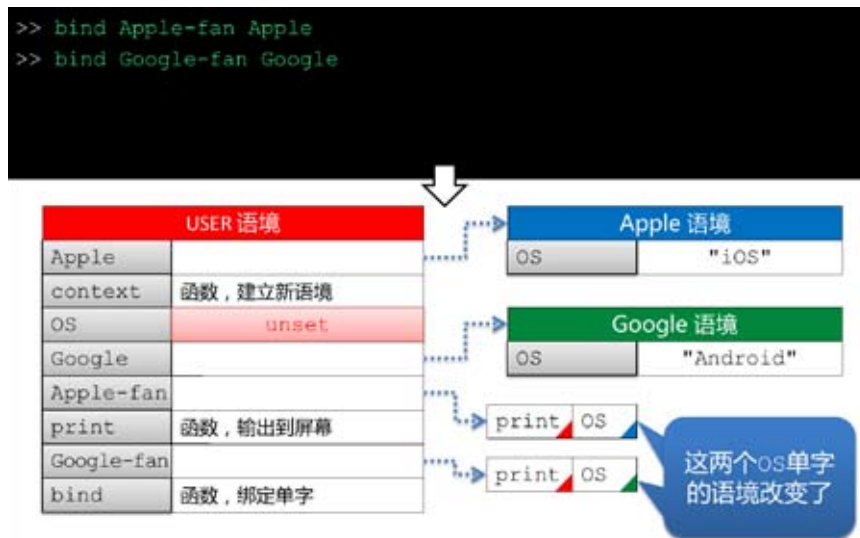 >> bind Apple-fan Apple
>> bind Google-fan Google
USER 语境
Apple
context 函数，建立新语境
OS unset
Google
Apple-fan
print 函数，输出到屏幕
Google-fan
bind 函数，绑定单字
Apple 语境
OS "iOS"
Google 语境
OS "Android"
print OS
print OS
这两个OS单字
的语境改变了